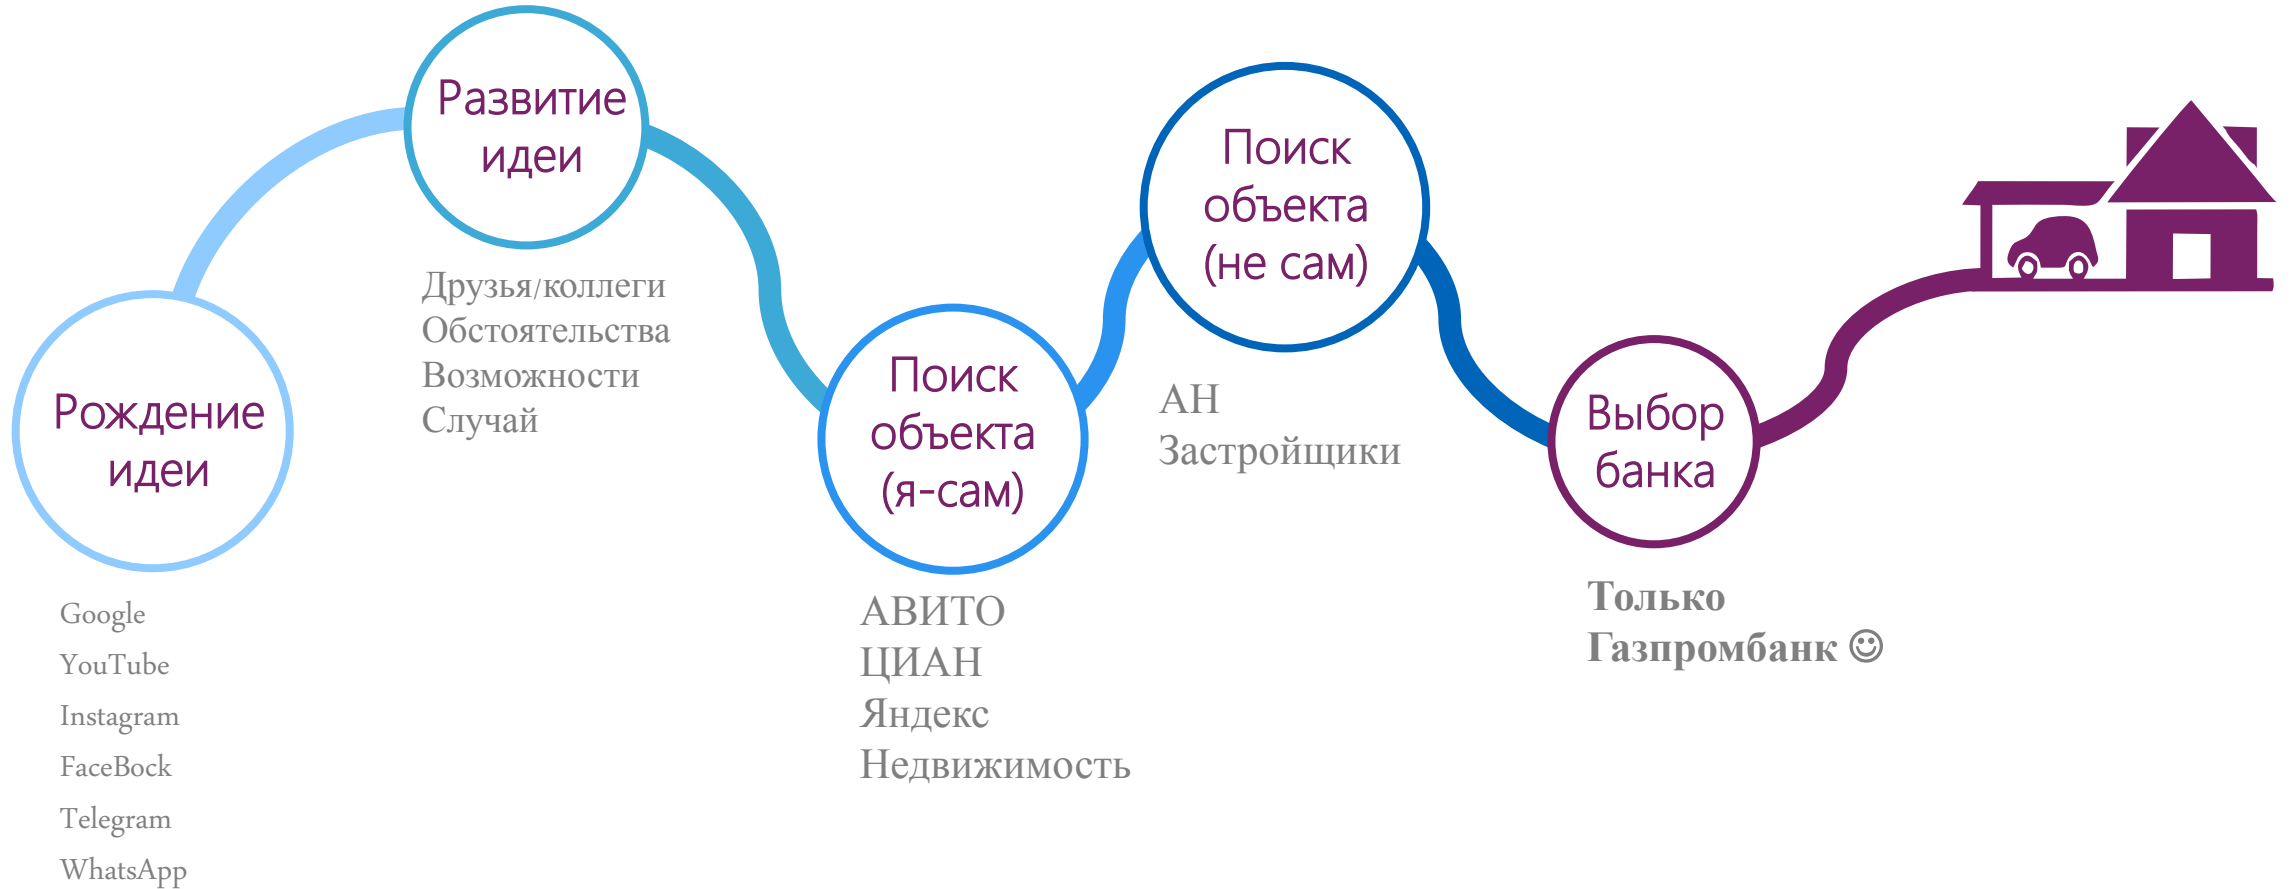 Рождение
идеи
Google
YouTube
Instagram
FaceBock
Telegram
WhatsApp
Развитие
идеи
Друзья/коллеги
Обстоятельства
Возможности
Случай
Поиск
объекта
(я-сам)
АВИТО
ЦИАН
Яндекс
Недвижимость
Поиск
объекта
(не сам)
АН
Застройщики
Выбор
банка
Только
Газпромбанк ☺